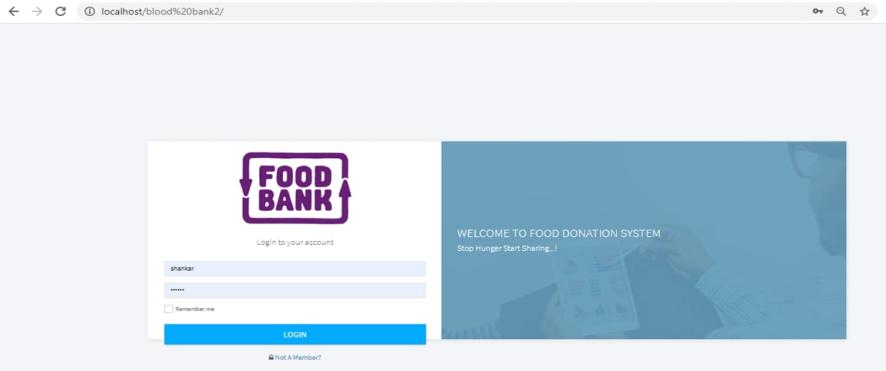 localhost/blood%20bank2/
FOOD
BANK
Login to your account
shankar
••••••
Remember me
LOGIN
Not A Member?
WELCOME TO FOOD DONATION SYSTEM
Stop Hunger Start Sharing...!